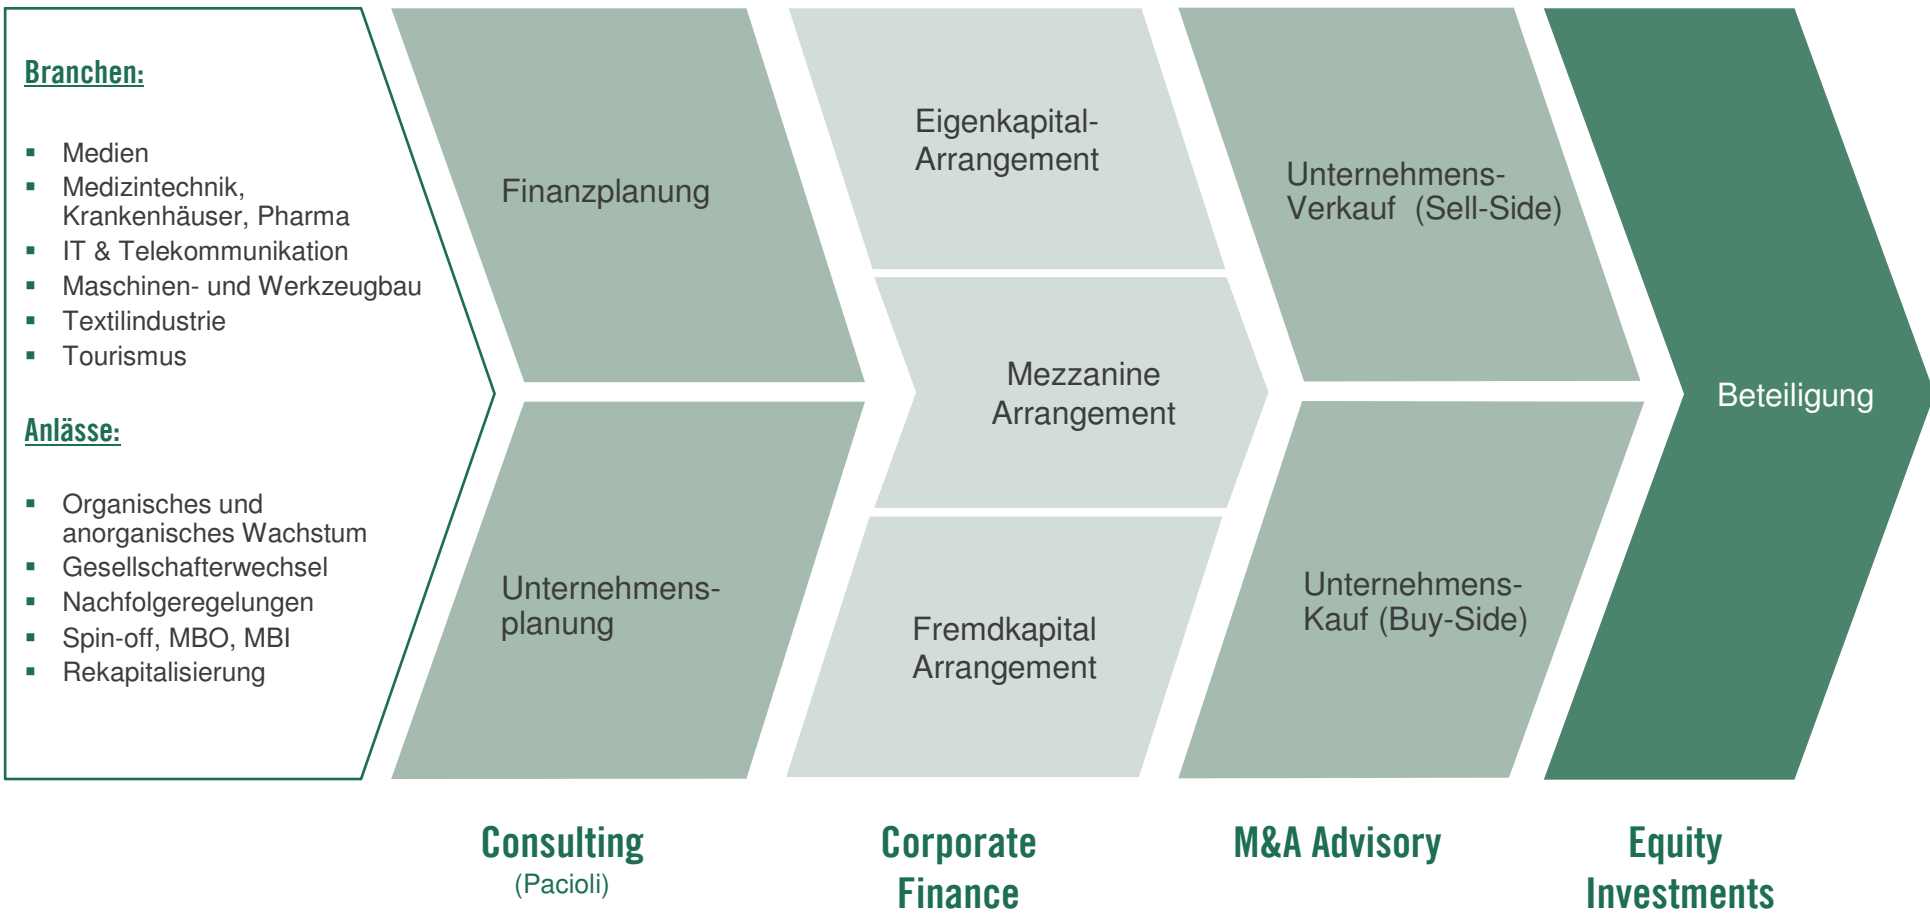 Branchen:
▪ Medien
▪ Medizintechnik,
Krankenhäuser, Pharma
▪ IT & Telekommunikation
▪ Maschinen- und Werkzeugbau
▪ Textilindustrie
▪ Tourismus
Anlässe:
▪ Organisches und
anorganisches Wachstum
▪ Gesellschafterwechsel
▪ Nachfolgeregelungen
▪ Spin-off, MBO, MBI
▪ Rekapitalisierung
Finanzplanung
Unternehmens-
planung
Eigenkapital-
Arrangement
Mezzanine
Arrangement
Fremdkapital
Arrangement
Unternehmens-
Verkauf (Sell-Side)
Unternehmens-
Kauf (Buy-Side)
Beteiligung
Consulting
(Pacioli)
Corporate
Finance
M&A Advisory
Equity
Investments